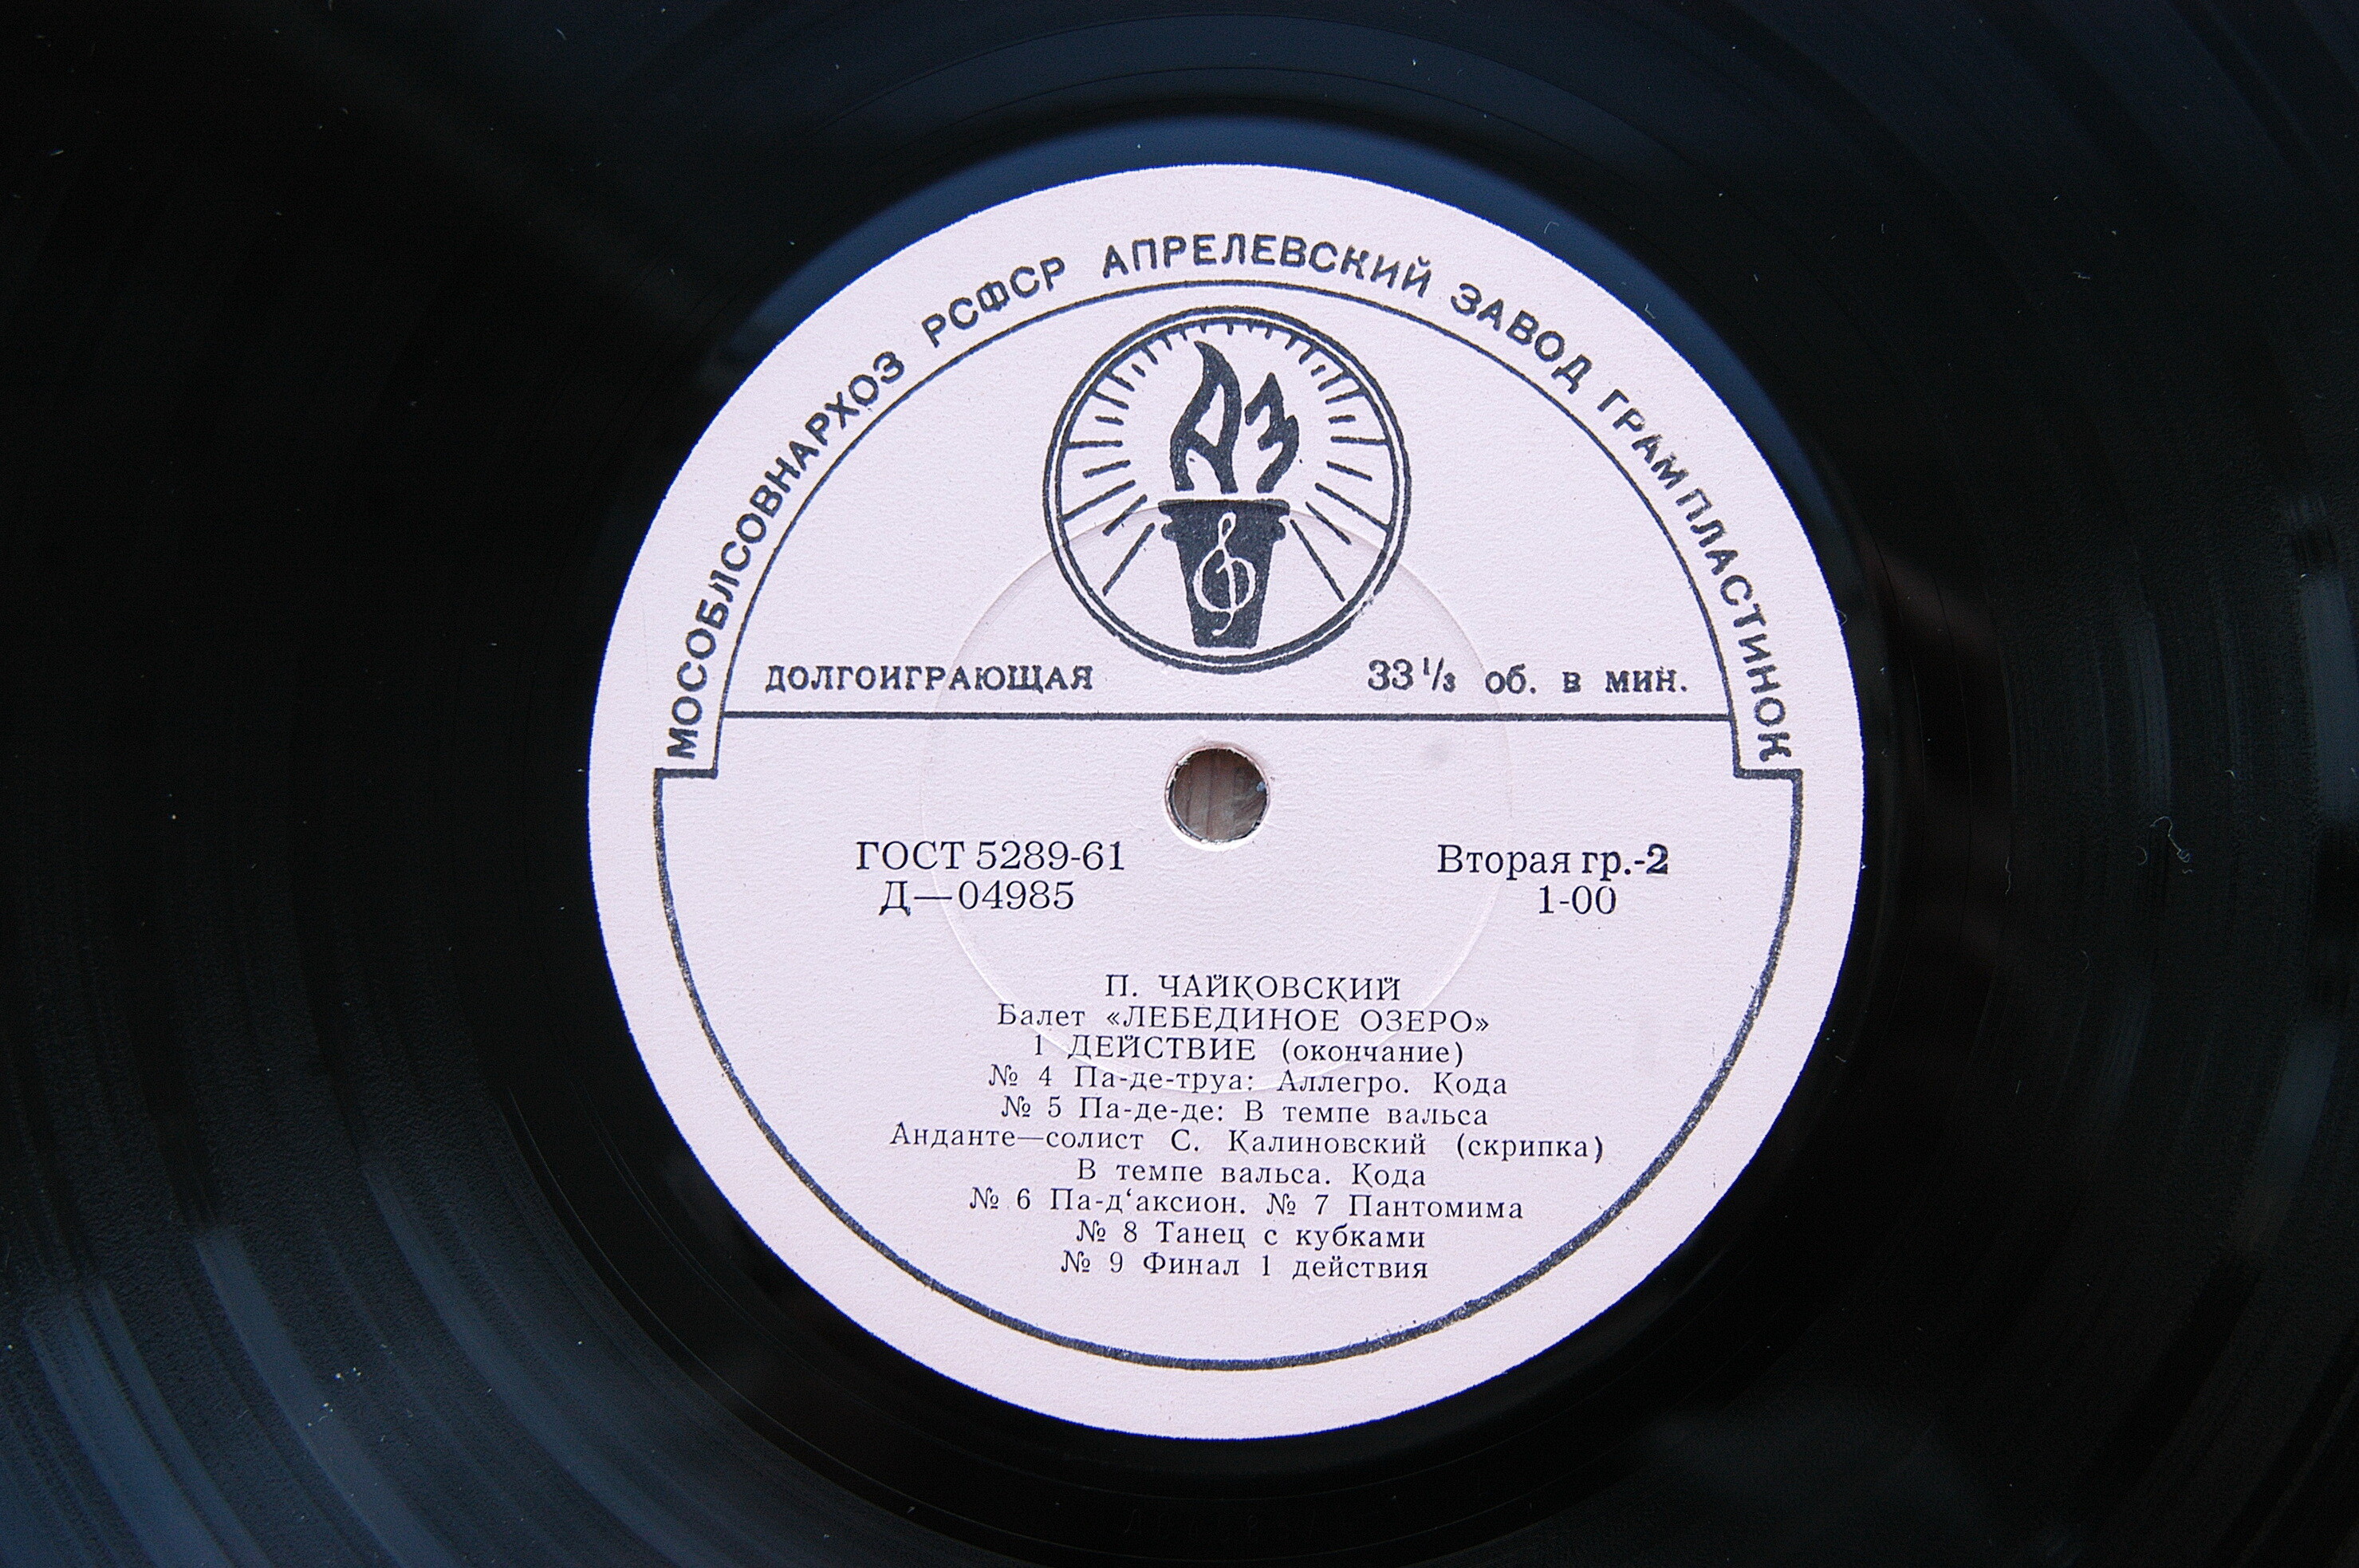 МОСОБЛСОВНАРХОЗ РСФСР АПРЕЛЕВСКИЙ ЗАВОД ГРАМПЛАСТИНОК
АЗ
ДОЛГОИГРАЮЩАЯ 33 1/3 об. в мин.
ГОСТ 5289-61 Вторая гр.-2
Д—04985 1-00
П. ЧАЙКОВСКИЙ
Балет «ЛЕБЕДИНОЕ ОЗЕРО»
1 ДЕЙСТВИЕ (окончание)
№ 4 Па-де-труа: Аллегро. Кода
№ 5 Па-де-де: В темпе вальса
Анданте—солист С. Калиновский (скрипка)
В темпе вальса. Кода
№ 6 Па-д‘аксион. № 7 Пантомима
№ 8 Танец с кубками
№ 9 Финал 1 действия